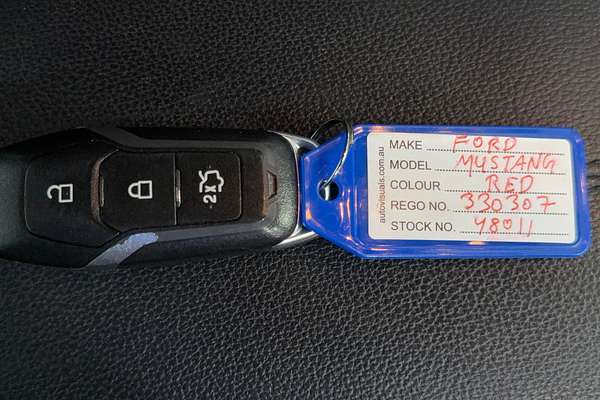 2X
autovisuals.com.au
MAKE FORD
MODEL MUSTANG
COLOUR RED
REGO NO. 330307
STOCK NO. 48011